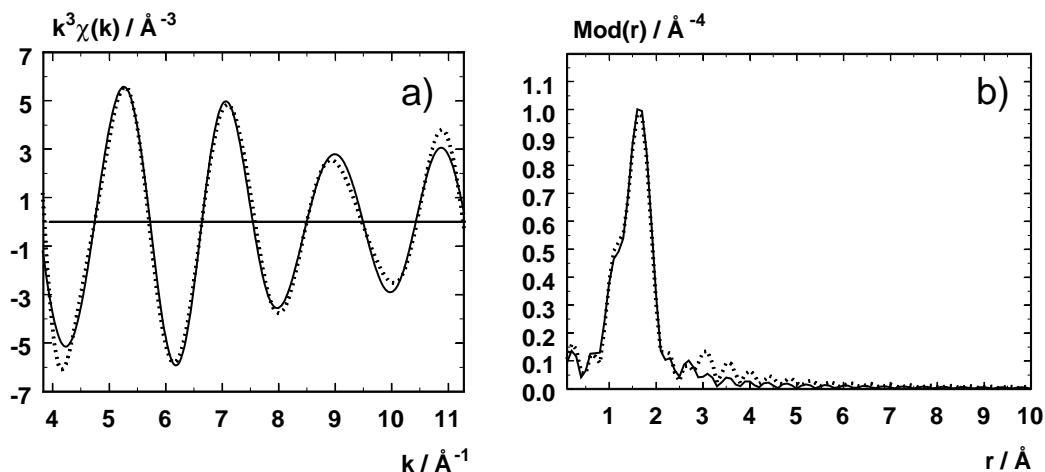 k³χ(k) / Å⁻³
7
5
3
1
-1
-3
-5
-7
a)
4 5 6 7 8 9 10 11
k / Å⁻¹
Mod(r) / Å⁻⁴
1.1
1.0
0.9
0.8
0.7
0.6
0.5
0.4
0.3
0.2
0.1
0.0
b)
1 2 3 4 5 6 7 8 9 10
r / Å